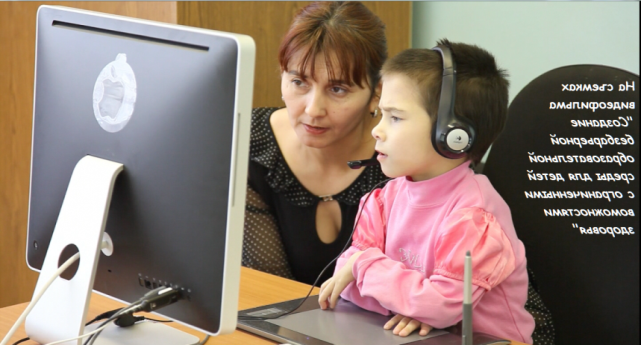 На съемках
видеофильма
"Создание
безбарьерной
образовательной
среды для детей
с ограниченными
возможностями
здоровья"